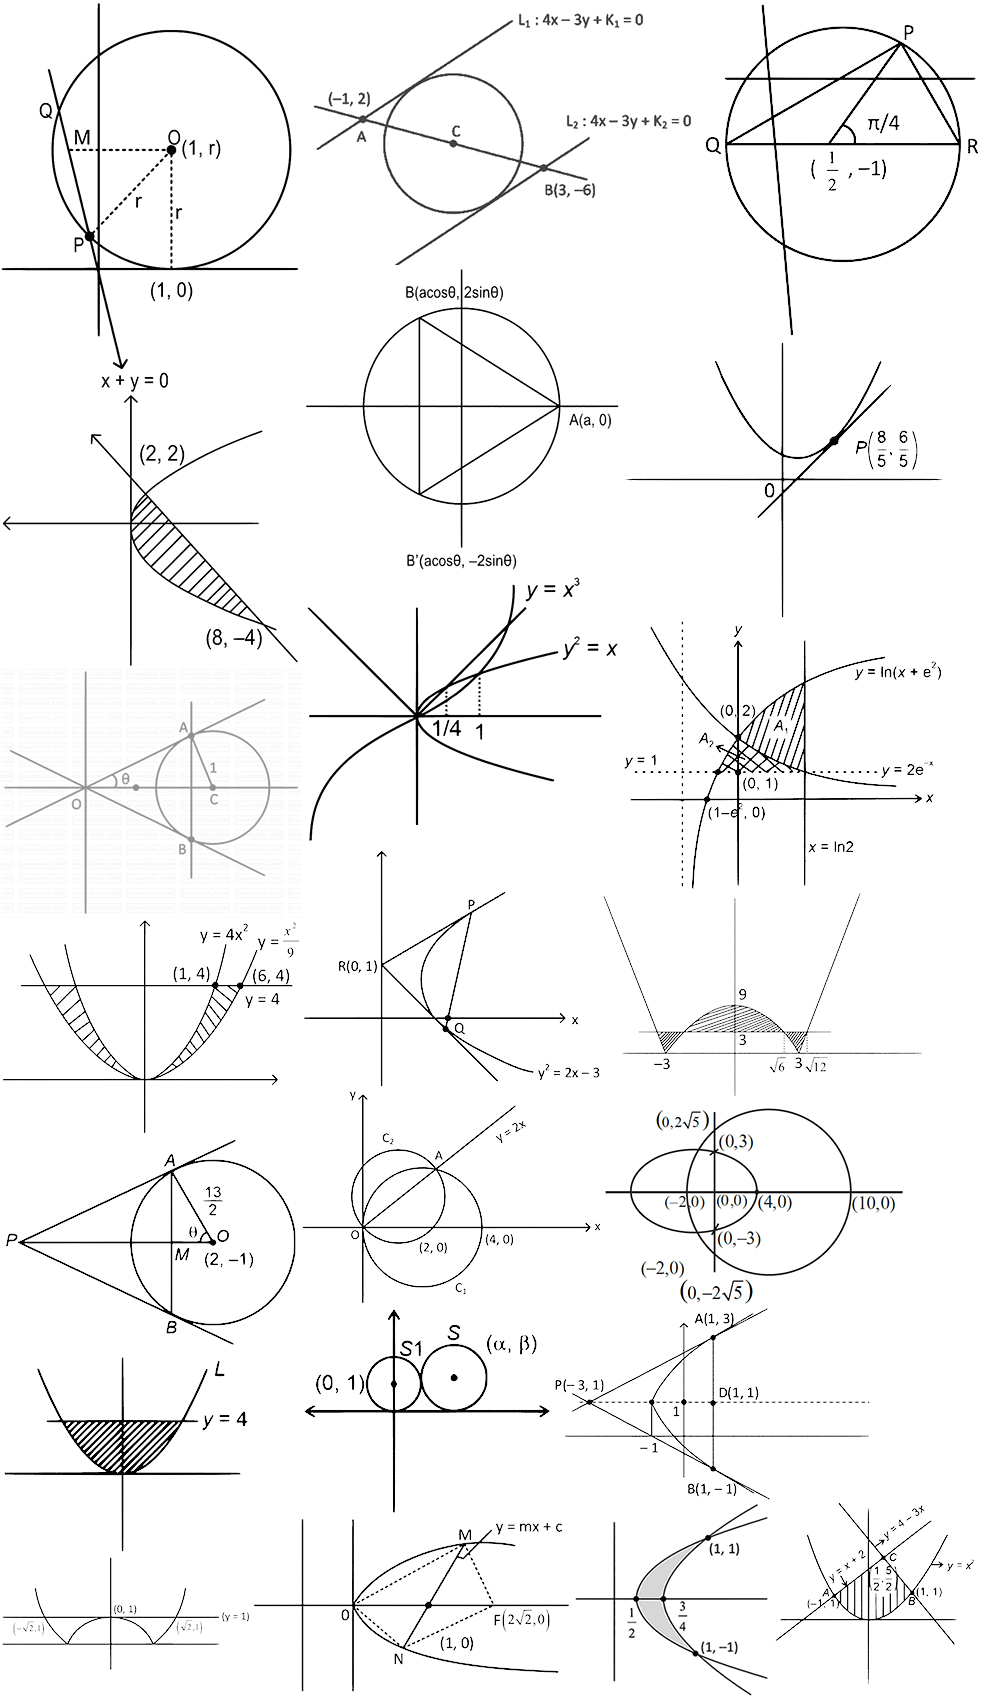 Q
M
O
(1, r)
r
r
P
(1, 0)
x + y = 0
L₁ : 4x – 3y + K₁ = 0
(–1, 2)
A
C
L₂ : 4x – 3y + K₂ = 0
B(3, –6)
P
π/4
Q
R
(1/2, –1)
B(acosθ, 2sinθ)
A(a, 0)
B'(acosθ, –2sinθ)
(2, 2)
(8, –4)
P(8/5, 6/5)
0
y = x³
y² = x
1/4
1
y
y = ln(x + e²)
(0, 2)
A₁
A₂
y = 1
y = 2e⁻ˣ
(0, 1)
x
(1–e², 0)
x = ln2
A
θ
1
O
C
B
y = 4x²
y = x²/9
(1, 4)
(6, 4)
y = 4
P
R(0, 1)
x
Q
y² = 2x – 3
9
3
–3
√6
3
√12
A
13/2
P
θ
O
M
(2, –1)
B
y
C₂
A
y = 2x
O
x
(2, 0)
(4, 0)
C₁
(0,2√5)
(0,3)
(–2,0)
(0,0)
(4,0)
(10,0)
(0,–3)
(–2,0)
(0,–2√5)
L
y = 4
S1
S
(α, β)
(0, 1)
A(1, 3)
P(– 3, 1)
D(1, 1)
1
– 1
B(1, – 1)
(0, 1)
(–√2,1)
(√2,1)
(y = 1)
M
y = mx + c
0
F(2√2,0)
(1, 0)
N
(1, 1)
1/2
3/4
(1, –1)
y = 4 – 3x
y = x + 2
C
y = x²
(1/2, 5/2)
A
(–1, 1)
B
(1, 1)